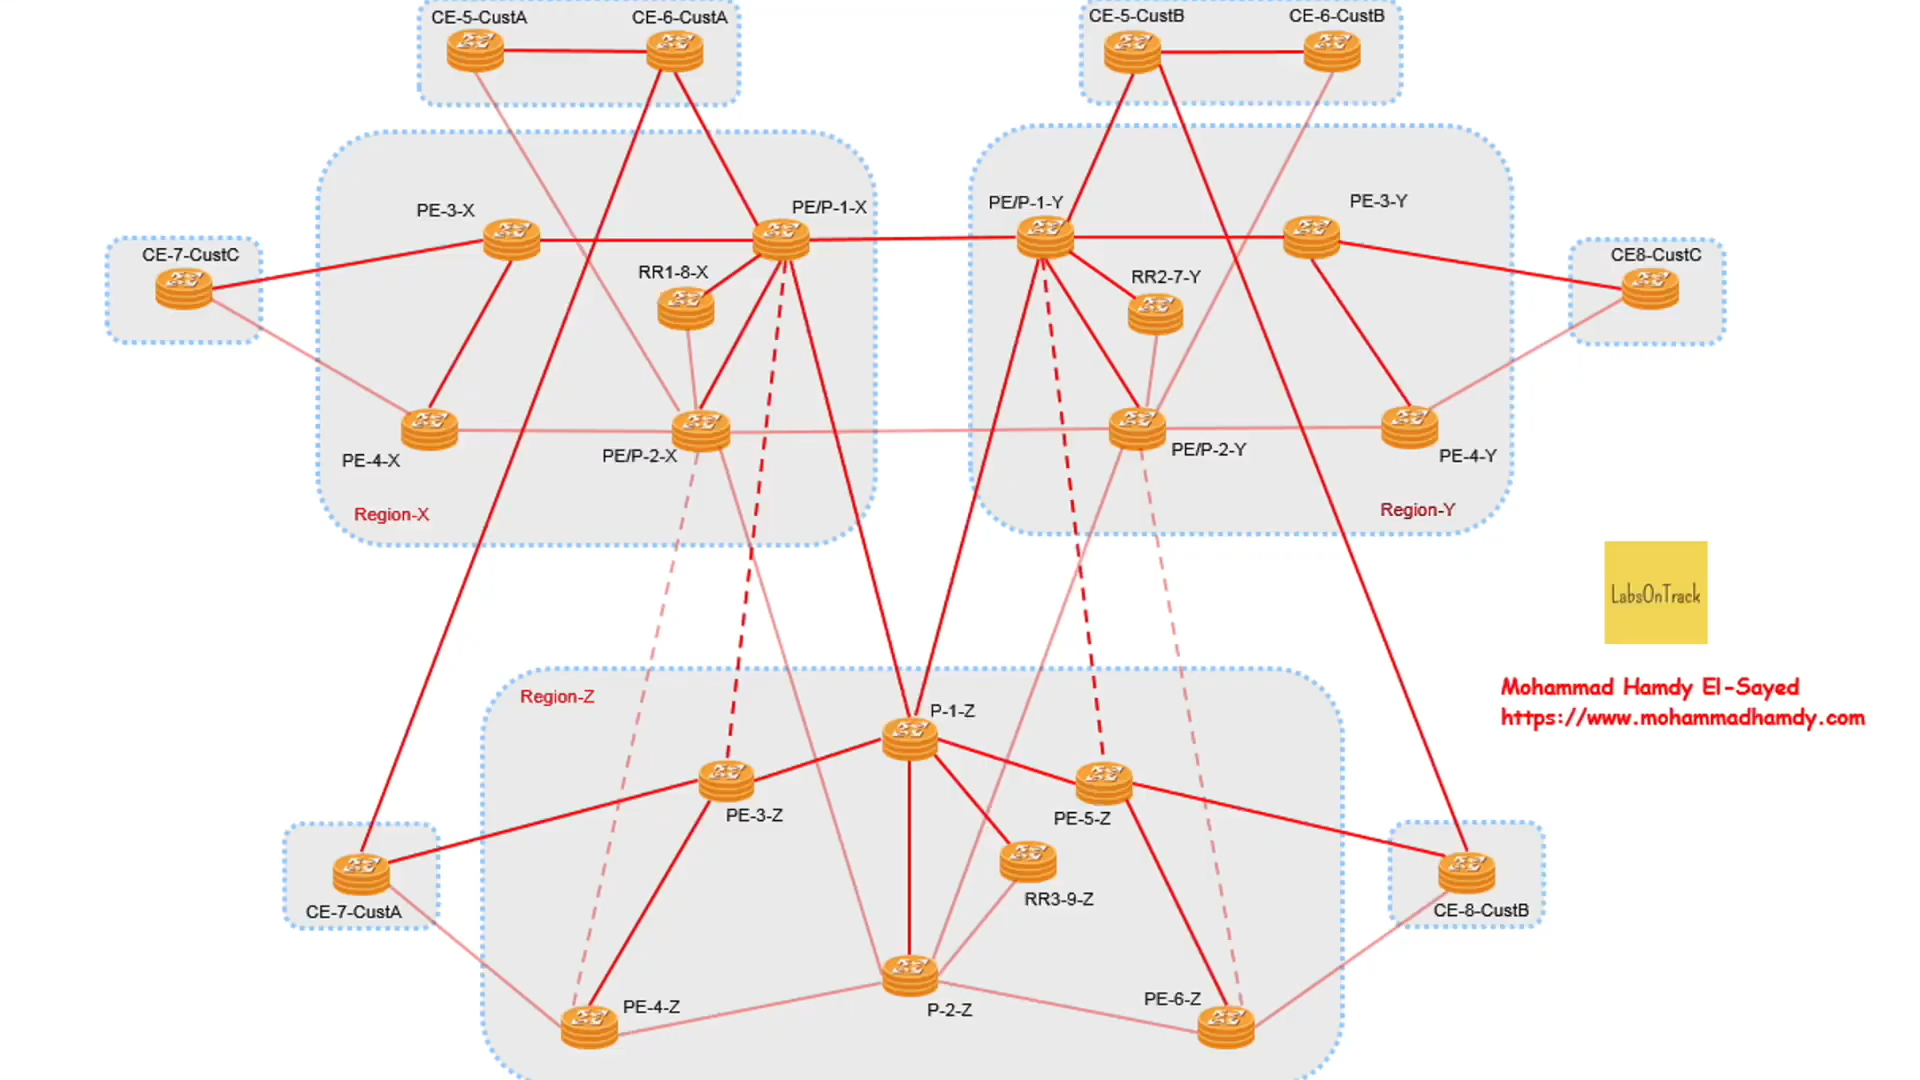 CE-5-CustA
CE-6-CustA
CE-5-CustB
CE-6-CustB
PE-3-X
PE/P-1-X
PE/P-1-Y
PE-3-Y
CE-7-CustC
RR1-8-X
RR2-7-Y
CE8-CustC
PE-4-X
PE/P-2-X
PE/P-2-Y
PE-4-Y
Region-X
Region-Y
LabsOnTrack
Region-Z
P-1-Z
Mohammad Hamdy El-Sayed
https://www.mohammadhamdy.com
PE-3-Z
PE-5-Z
CE-7-CustA
RR3-9-Z
CE-8-CustB
PE-4-Z
P-2-Z
PE-6-Z